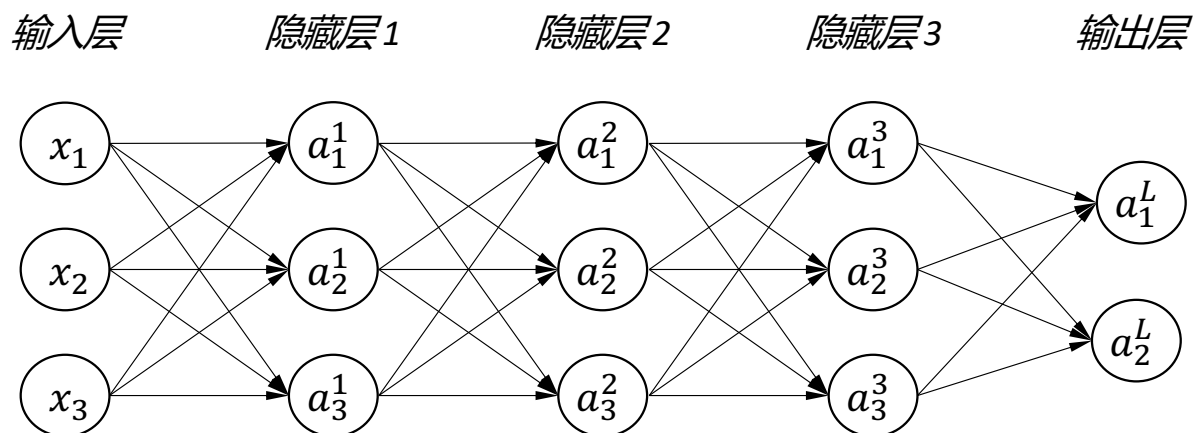 输入层 隐藏层1 隐藏层2 隐藏层3 输出层
x₁ a₁¹ a₁² a₁³
a₁ᴸ
x₂ a₂¹ a₂² a₂³
a₂ᴸ
x₃ a₃¹ a₃² a₃³